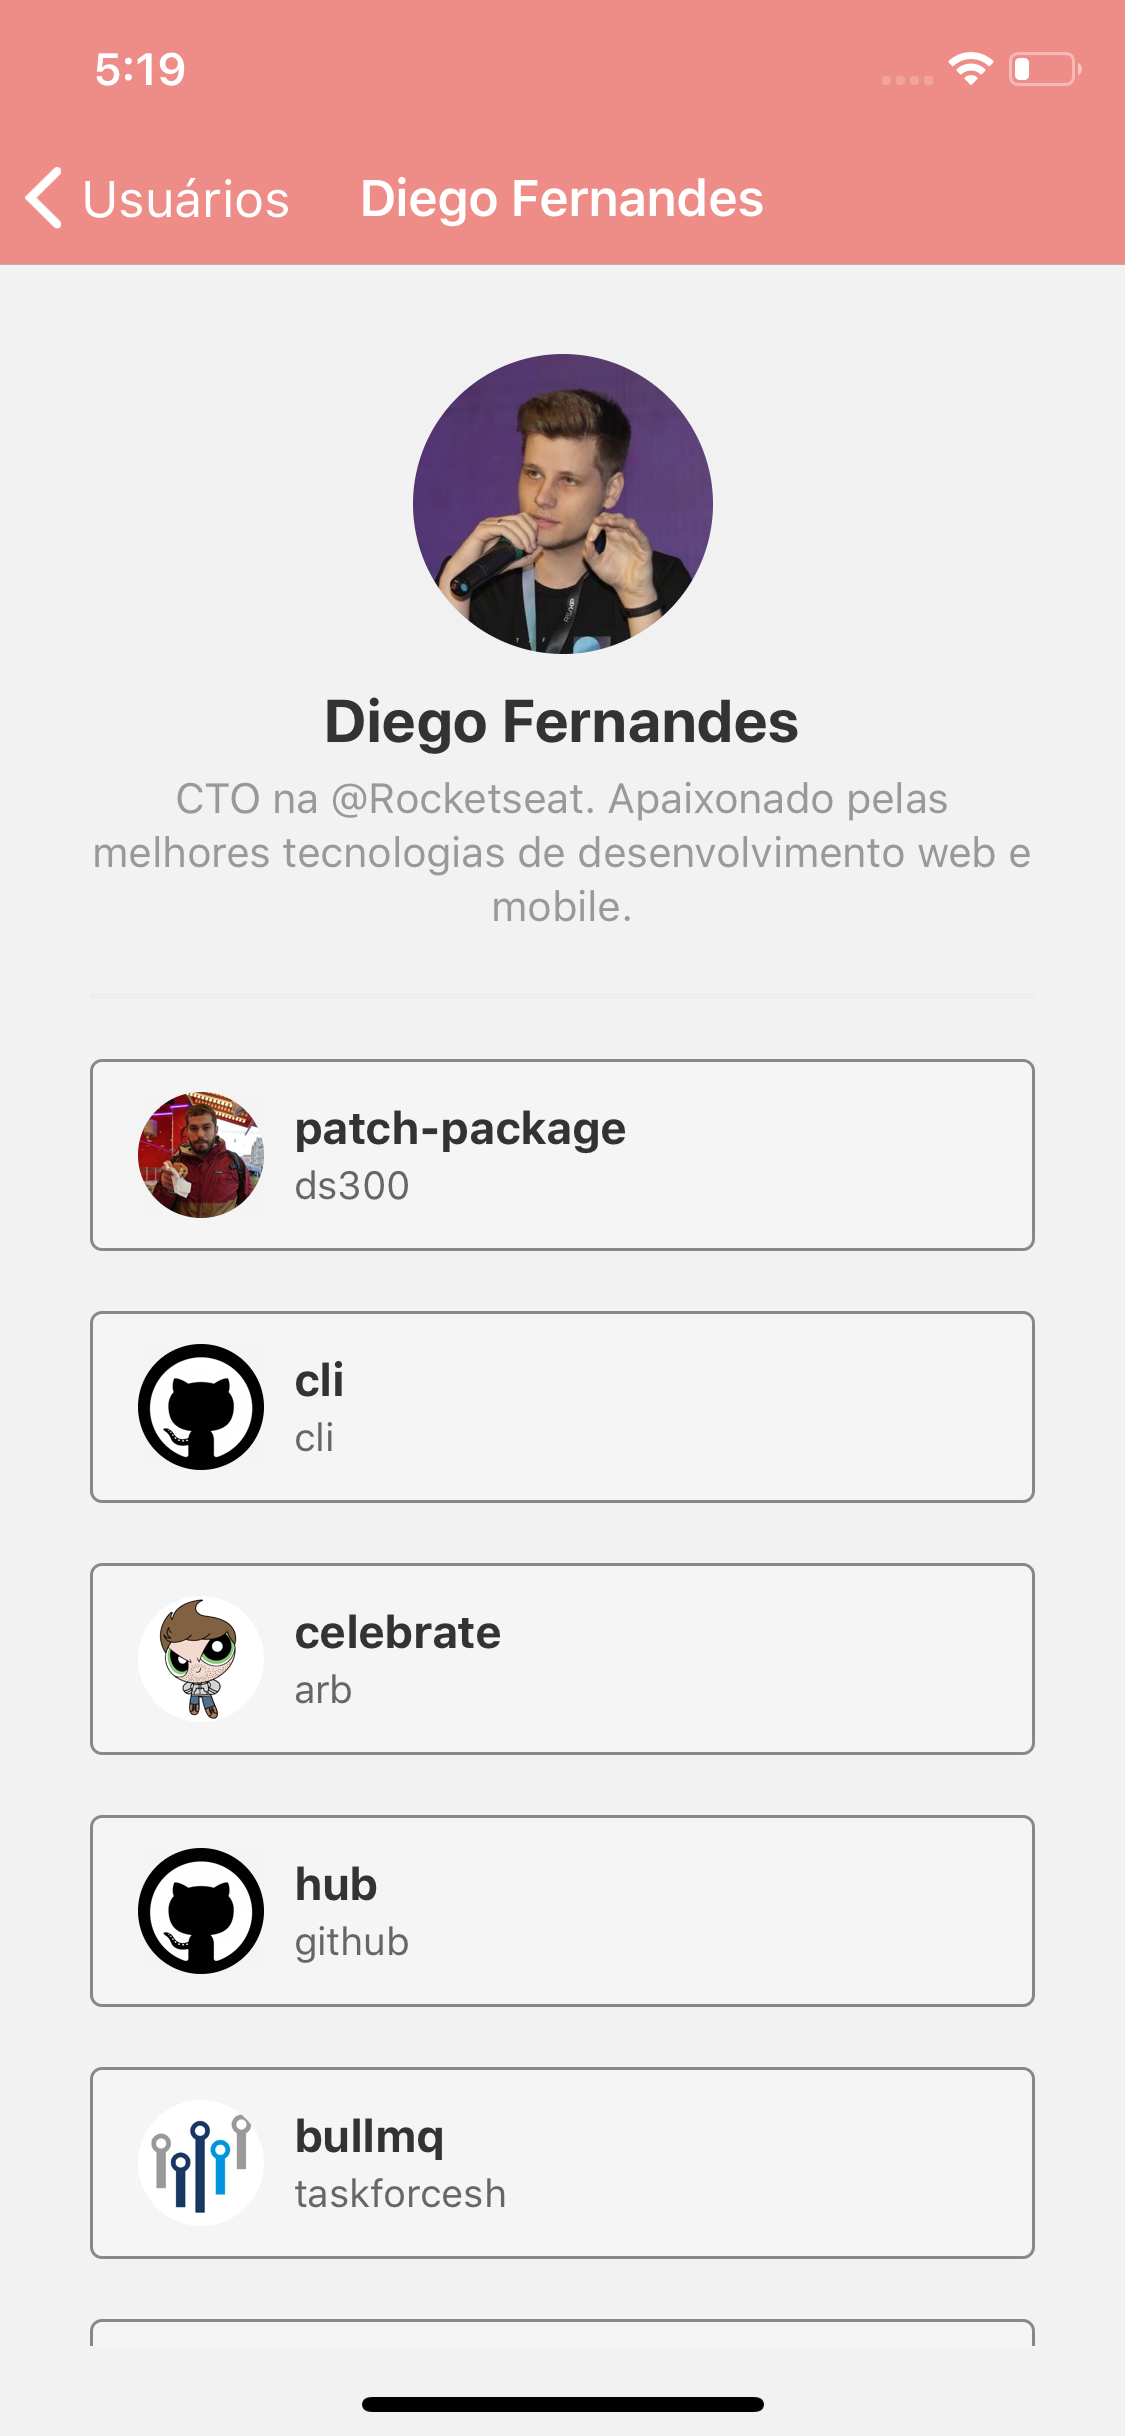 5:19
Usuários
Diego Fernandes
Diego Fernandes
CTO na @Rocketseat. Apaixonado pelas
melhores tecnologias de desenvolvimento web e
mobile.
patch-package
ds300
cli
cli
celebrate
arb
hub
github
bullmq
taskforcesh